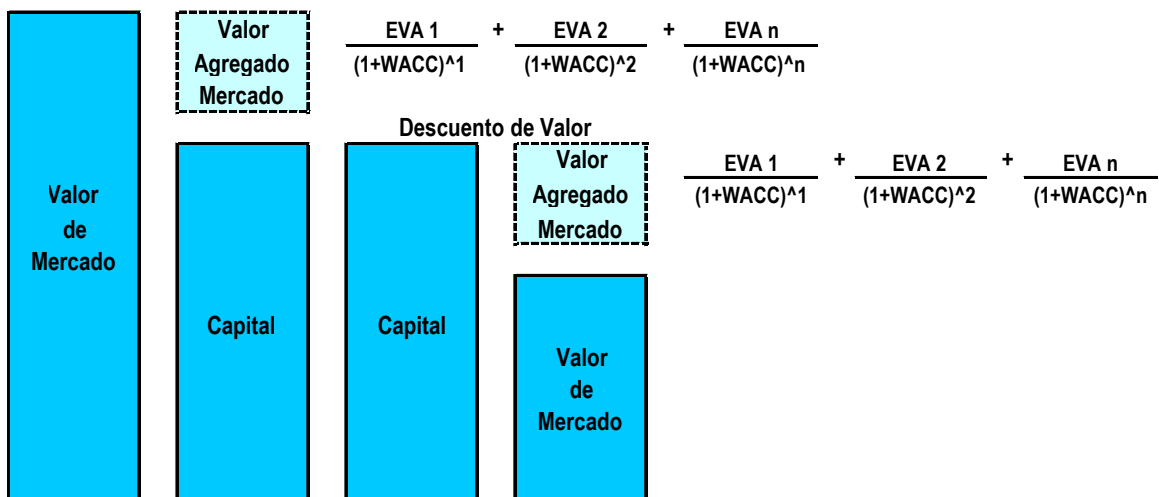 Valor
Agregado
Mercado
EVA 1 + EVA 2 + EVA n
(1+WACC)^1 (1+WACC)^2 (1+WACC)^n
Descuento de Valor
Valor
Agregado
Mercado
EVA 1 + EVA 2 + EVA n
(1+WACC)^1 (1+WACC)^2 (1+WACC)^n
Valor
de
Mercado
Capital
Capital
Valor
de
Mercado